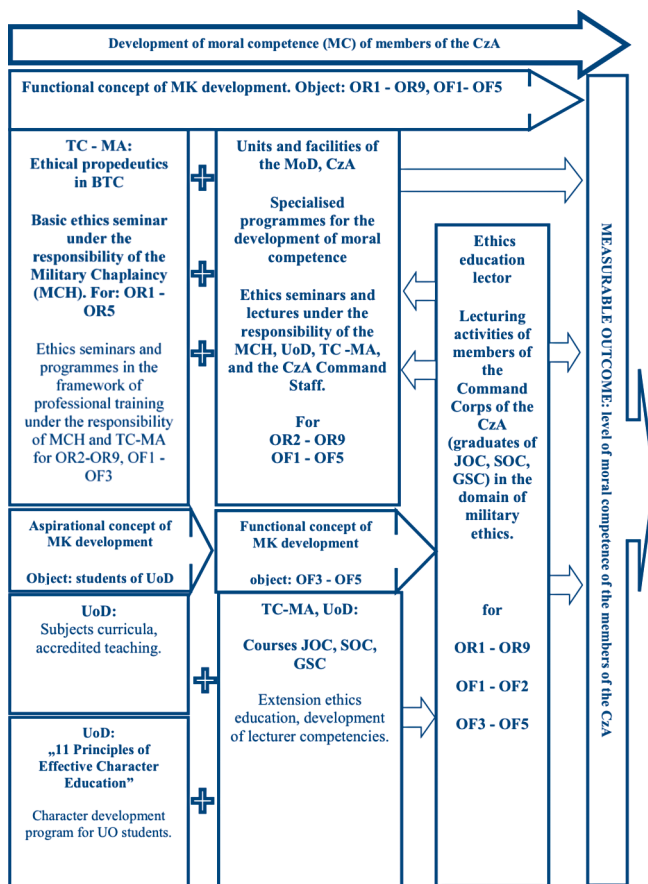 Development of moral competence (MC) of members of the CzA
Functional concept of MK development. Object: OR1 - OR9, OF1- OF5
TC - MA:
Ethical propedeutics
in BTC
Basic ethics seminar
under the
responsibility of the
Military Chaplaincy
(MCH). For: OR1 -
OR5
Ethics seminars and
programmes in the
framework of
professional training
under the responsibility
of MCH and TC-MA
for OR2-OR9, OF1 -
OF3
Units and facilities of
the MoD, CzA
Specialised
programmes for the
development of moral
competence
Ethics seminars and
lectures under the
responsibility of the
MCH, UoD, TC -MA,
and the CzA Command
Staff.
For
OR2 - OR9
OF1 - OF5
Ethics
education
lector
Lecturing
activities of
members of
the
Command
Corps of the
CzA
(graduates of
JOC, SOC,
GSC) in the
domain of
military
ethics.
for
OR1 - OR9
OF1 - OF2
OF3 - OF5
MEASURABLE OUTCOME: level of moral competence of the members of the CzA
Aspirational concept of
MK development
Object: students of UoD
Functional concept of
MK development
object: OF3 - OF5
UoD:
Subjects curricula,
accredited teaching.
TC-MA, UoD:
Courses JOC, SOC,
GSC
Extension ethics
education, development
of lecturer competencies.
UoD:
„11 Principles of
Effective Character
Education”
Character development
program for UO students.